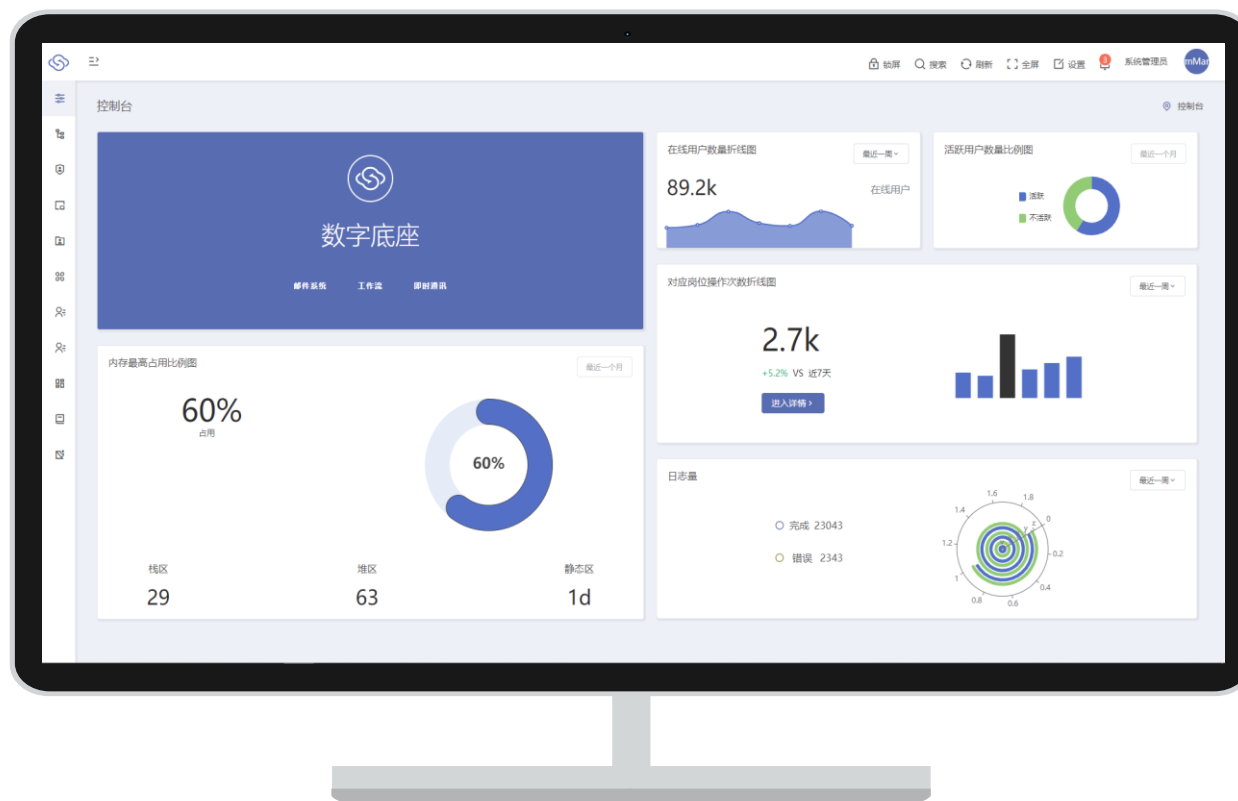 锁屏 搜索 刷新 全屏 设置 3 系统管理员 mMar
控制台 控制台
数字底座
邮件系统 工作流 即时通讯
在线用户数量折线图 最近一周
89.2k 在线用户
活跃用户数量比例图 最近一个月
活跃
不活跃
对应岗位操作次数折线图 最近一周
2.7k
+5.2% VS 近7天
进入详情
内存最高占用比例图 最近一个月
60%
占用
60%
栈区 堆区 静态区
29 63 1d
日志量 最近一周
完成 23043
错误 2343
1.6 1.8
1.4 0
z
y
1.2 0.2
1 0.4
0.8 0.6